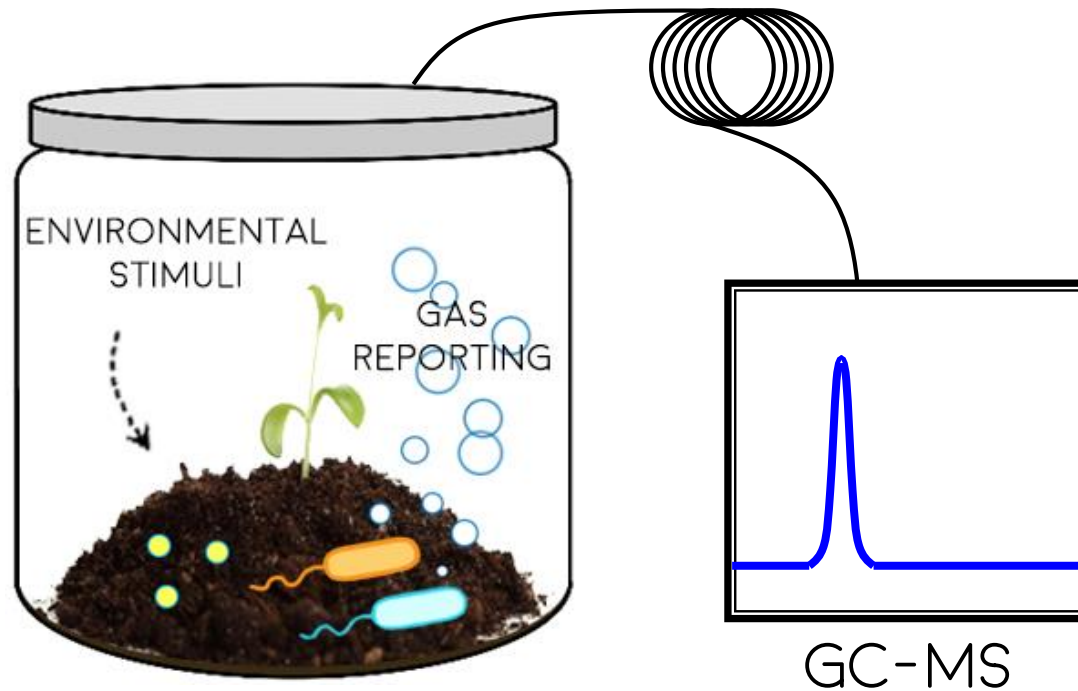 ENVIRONMENTAL
STIMULI
GAS
REPORTING
GC-MS